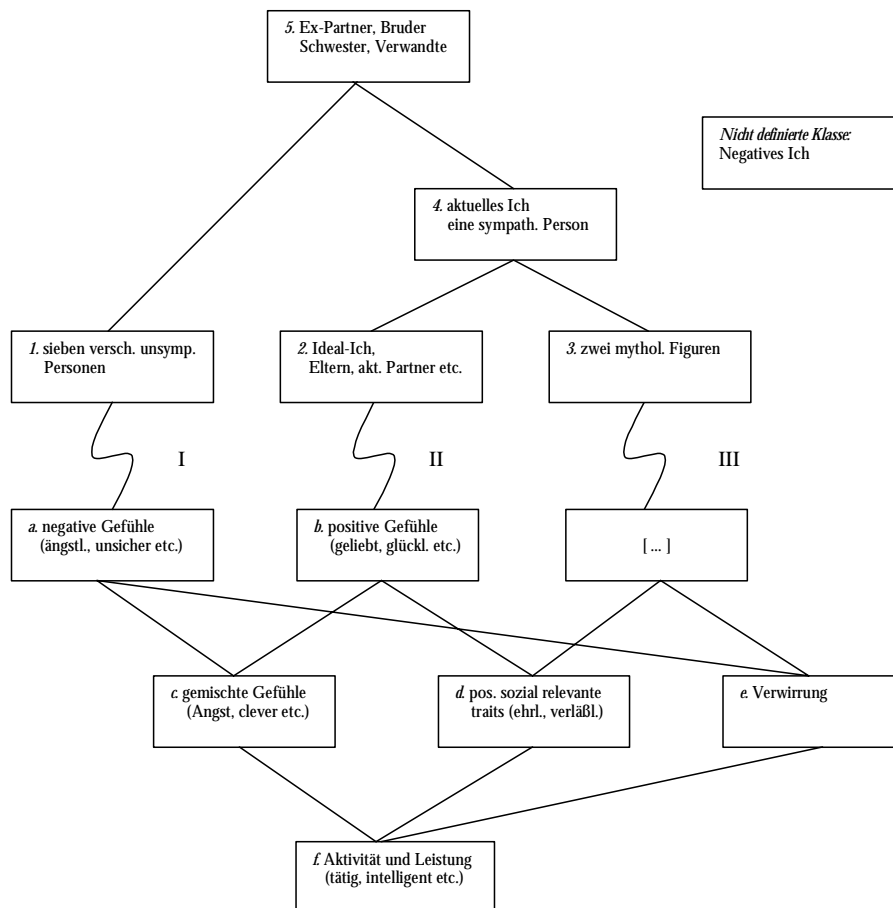 5. Ex-Partner, Bruder
Schwester, Verwandte
Nicht definierte Klasse:
Negatives Ich
4. aktuelles Ich
eine sympath. Person
1. sieben versch. unsymp.
Personen
2. Ideal-Ich,
Eltern, akt. Partner etc.
3. zwei mythol. Figuren
I
II
III
a. negative Gefühle
(ängstl., unsicher etc.)
b. positive Gefühle
(geliebt, glückl. etc.)
[ ... ]
c. gemischte Gefühle
(Angst, clever etc.)
d. pos. sozial relevante
traits (ehrl., verläßl.)
e. Verwirrung
f. Aktivität und Leistung
(tätig, intelligent etc.)